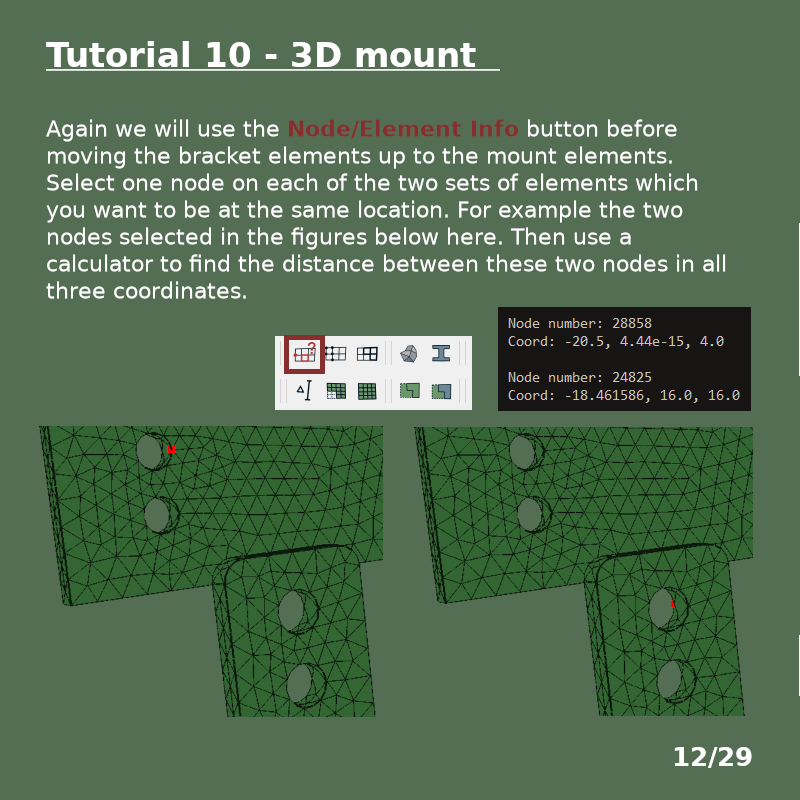 Tutorial 10 - 3D mount
Again we will use the Node/Element Info button before
moving the bracket elements up to the mount elements.
Select one node on each of the two sets of elements which
you want to be at the same location. For example the two
nodes selected in the figures below here. Then use a
calculator to find the distance between these two nodes in all
three coordinates.
Node number: 28858
Coord: -20.5, 4.44e-15, 4.0
Node number: 24825
Coord: -18.461586, 16.0, 16.0
12/29